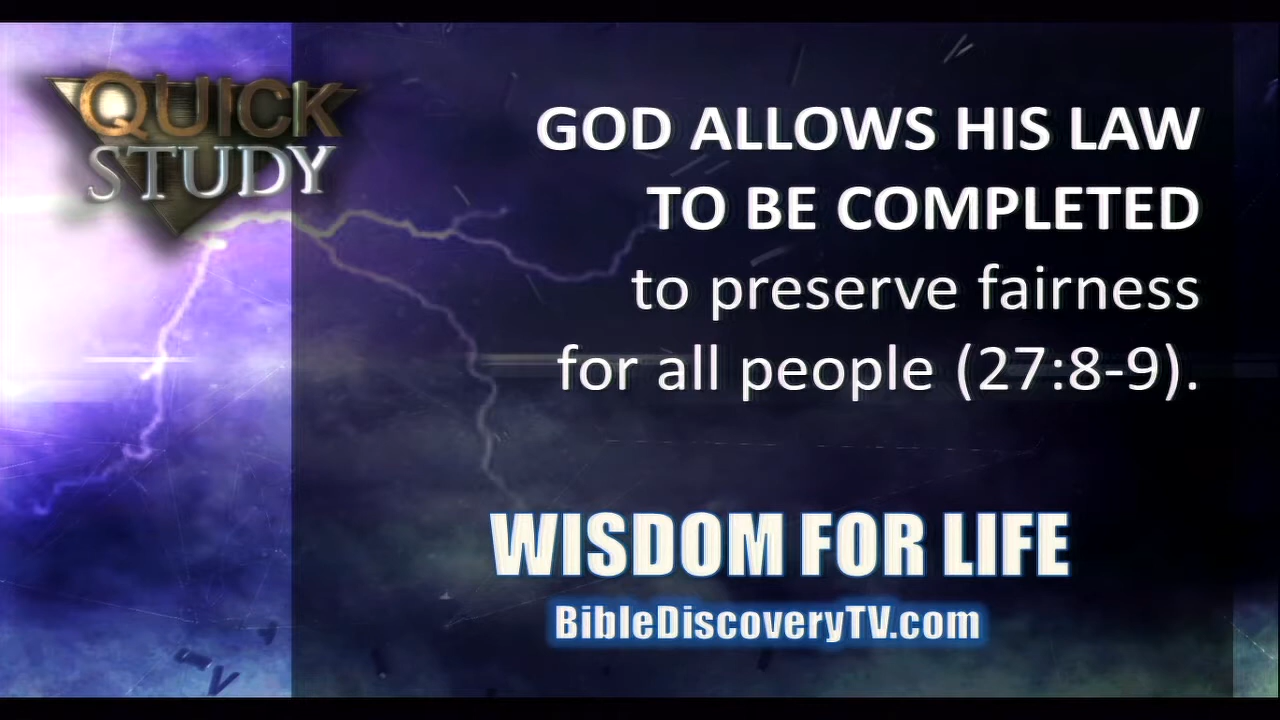 QUICK
STUDY
GOD ALLOWS HIS LAW
TO BE COMPLETED
to preserve fairness
for all people (27:8-9).
WISDOM FOR LIFE
BibleDiscoveryTV.com